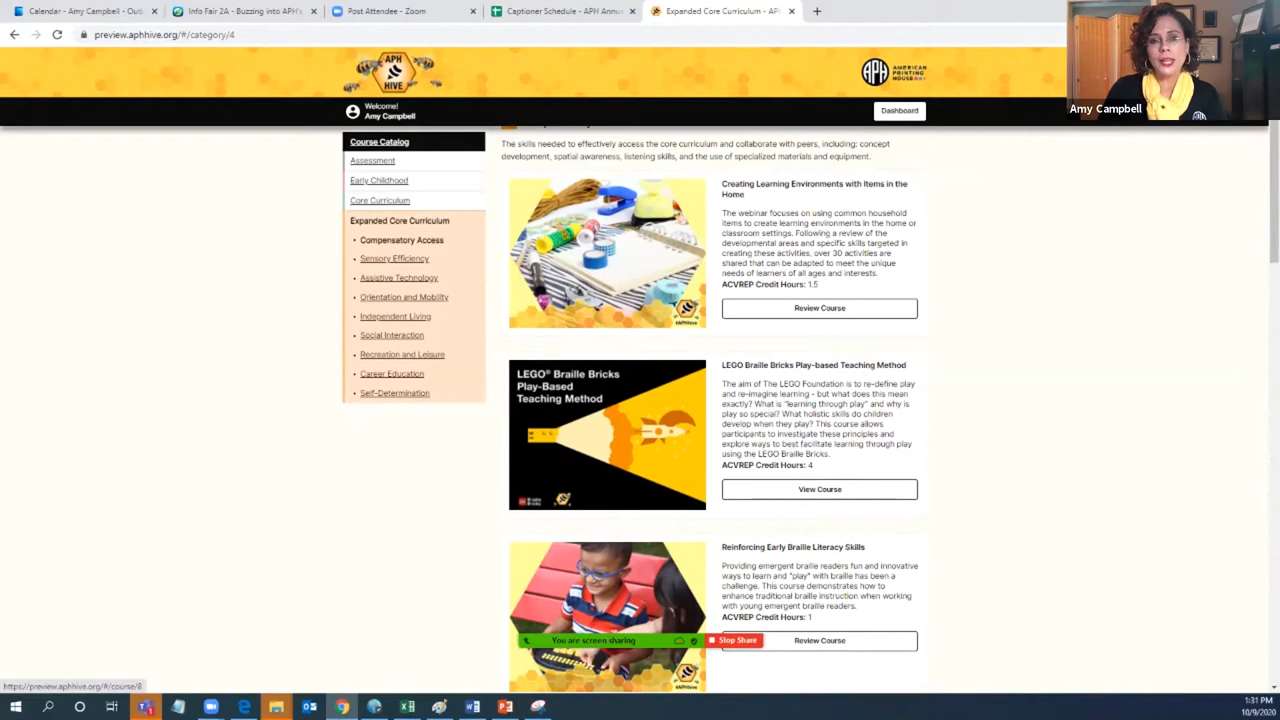 Calendar - Amy Campbell - Outl
Info Fair 2A - Buzzing into APH's
Post Attendee - Zoom
Captioner Schedule - APH Annu
Expanded Core Curriculum - AP
preview.aphhive.org/#/category/4
APH
HIVE
APH
AMERICAN
PRINTING
HOUSE
Welcome!
Amy Campbell
Dashboard
Amy Campbell
Course Catalog
Assessment
Early Childhood
Core Curriculum
Expanded Core Curriculum
• Compensatory Access
• Sensory Efficiency
• Assistive Technology
• Orientation and Mobility
• Independent Living
• Social Interaction
• Recreation and Leisure
• Career Education
• Self-Determination
The skills needed to effectively access the core curriculum and collaborate with peers, including: concept
development, spatial awareness, listening skills, and the use of specialized materials and equipment.
#APHhive
Creating Learning Environments with Items in the
Home
The webinar focuses on using common household
items to create learning environments in the home or
classroom settings. Following a review of the
developmental areas and specific skills targeted in
creating these activities, over 30 activities are
shared that can be adapted to meet the unique
needs of learners of all ages and interests.
ACVREP Credit Hours: 1.5
Review Course
LEGO® Braille Bricks
Play-Based
Teaching Method
Braille
Bricks
LEGO Braille Bricks Play-based Teaching Method
The aim of The LEGO Foundation is to re-define play
and re-imagine learning - but what does this mean
exactly? What is "learning through play" and why is
play so special? What holistic skills do children
develop when they play? This course allows
participants to investigate these principles and
explore ways to best facilitate learning through play
using the LEGO Braille Bricks.
ACVREP Credit Hours: 4
View Course
Reinforcing Early Braille Literacy Skills
Providing emergent braille readers fun and innovative
ways to learn and "play" with braille has been a
challenge. This course demonstrates how to
enhance traditional braille instruction when working
with young emergent braille readers.
ACVREP Credit Hours: 1
Review Course
#APHhive
You are screen sharing
Stop Share
https://preview.aphhive.org/#/course/8
1:31 PM
10/9/2020